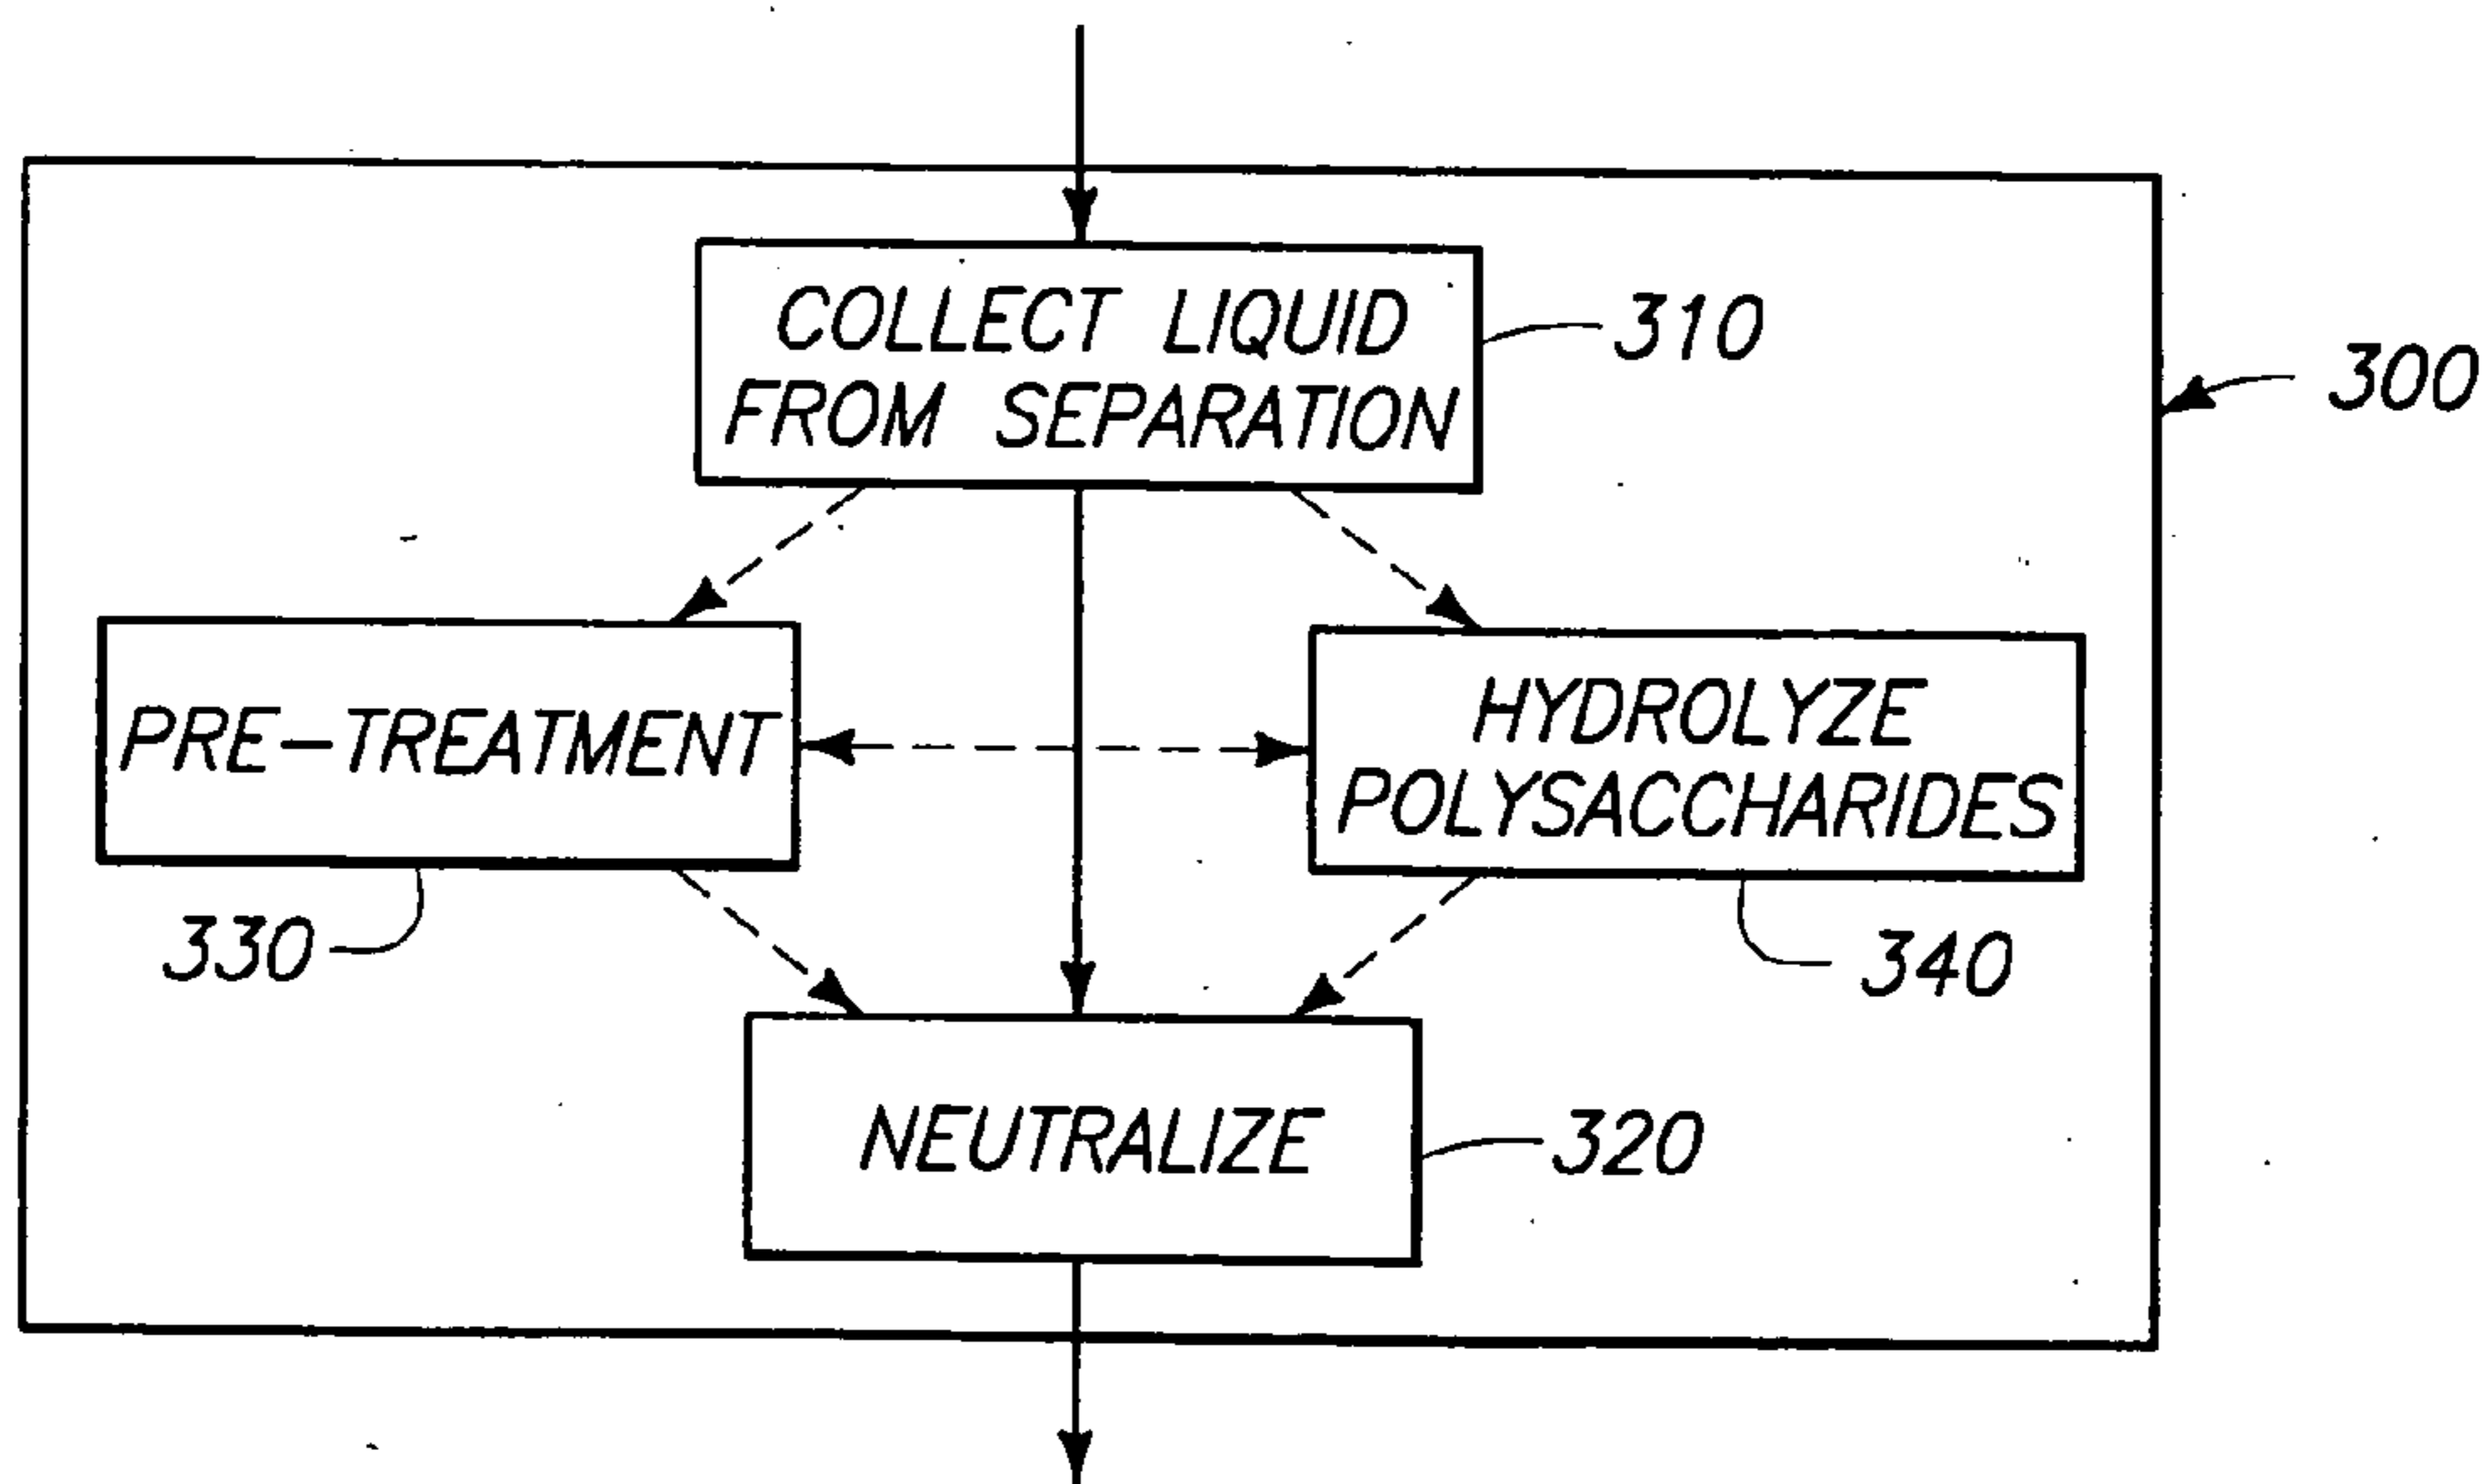 COLLECT LIQUID
FROM SEPARATION
310
300
PRE-TREATMENT
HYDROLYZE
POLYSACCHARIDES
330
340
NEUTRALIZE
320